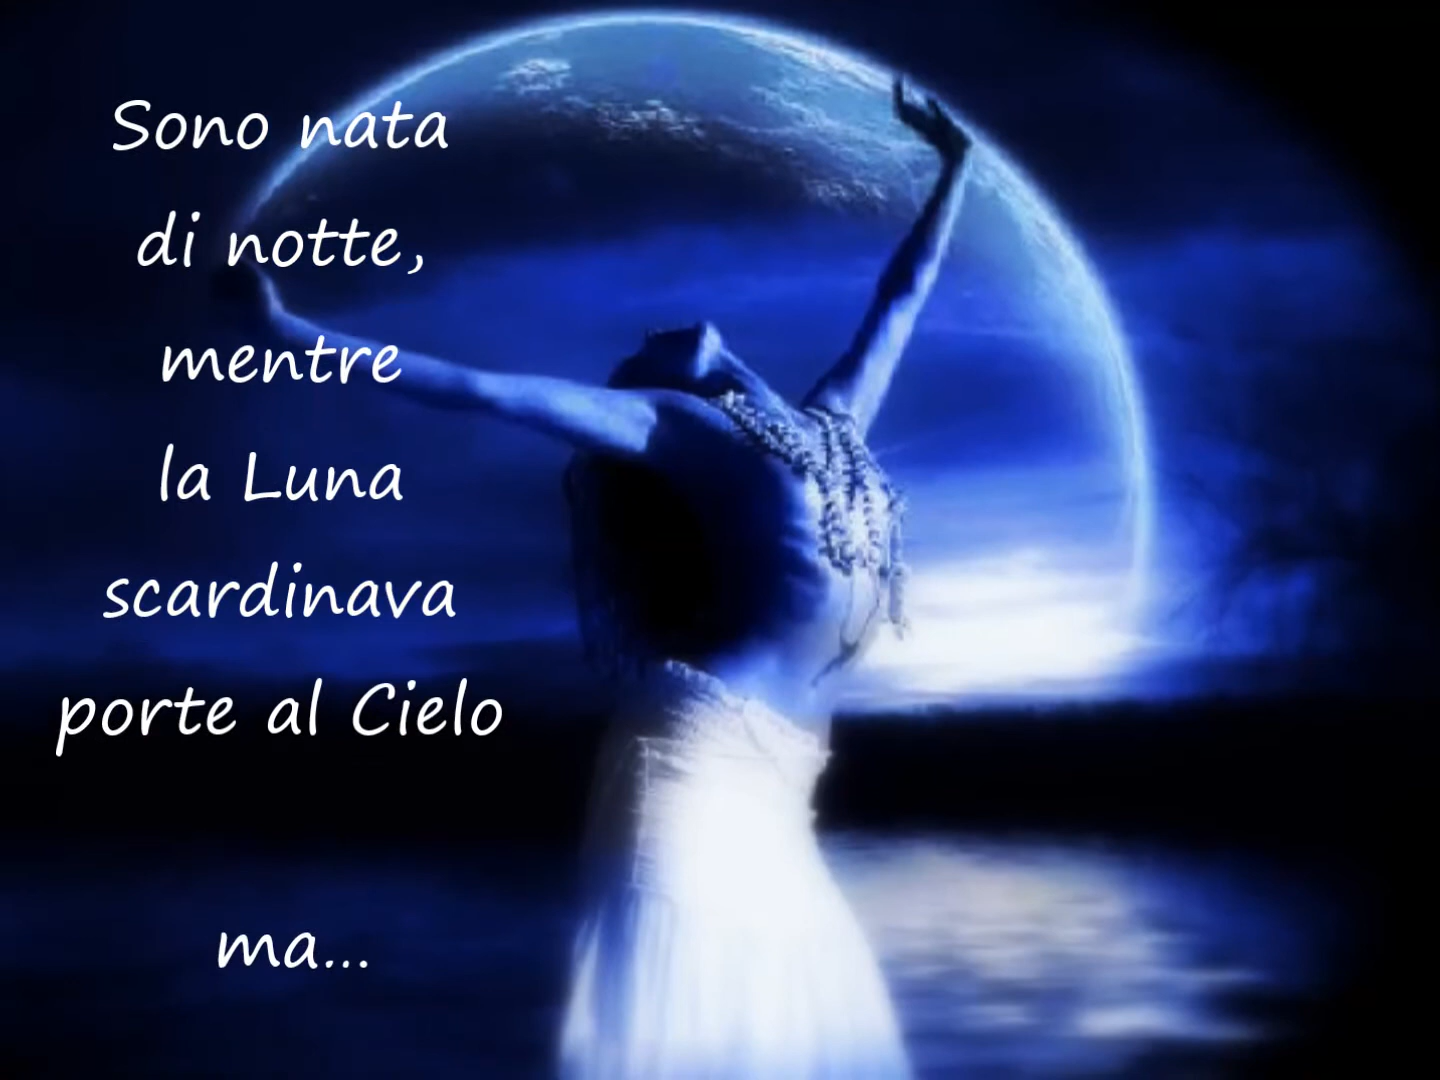 Sono nata
di notte,
mentre
la Luna
scardinava
porte al Cielo
ma...